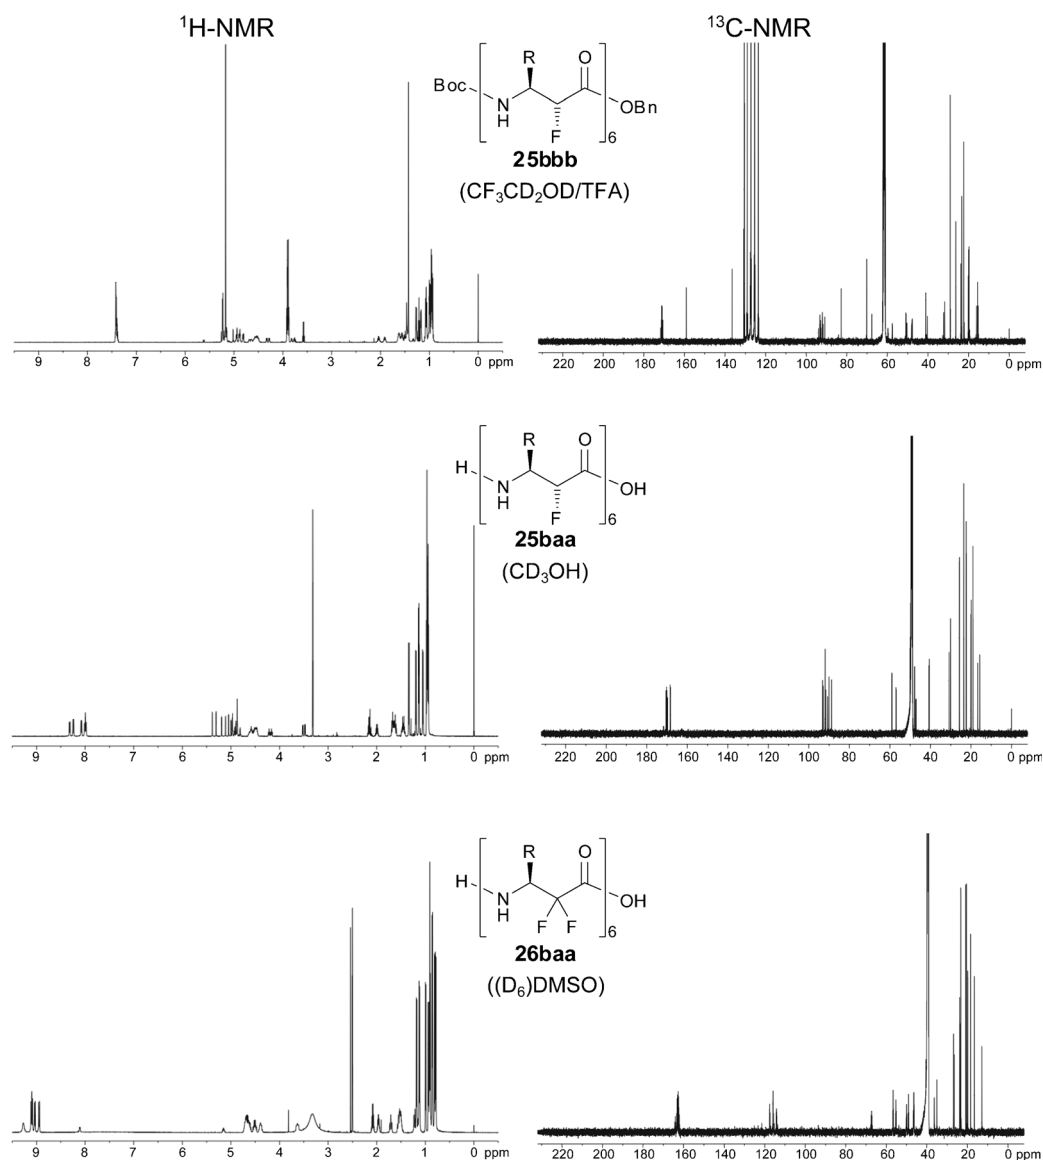 ¹H-NMR
¹³C-NMR
R
O
Boc
N
H
F
OBn
6
25bbb
(CF₃CD₂OD/TFA)
9 8 7 6 5 4 3 2 1 0 ppm
220 200 180 160 140 120 100 80 60 40 20 0 ppm
R
O
H
N
H
F
OH
6
25baa
(CD₃OH)
9 8 7 6 5 4 3 2 1 0 ppm
220 200 180 160 140 120 100 80 60 40 20 0 ppm
R
O
H
N
H
F F
OH
6
26baa
((D₆)DMSO)
9 8 7 6 5 4 3 2 1 0 ppm
220 200 180 160 140 120 100 80 60 40 20 0 ppm